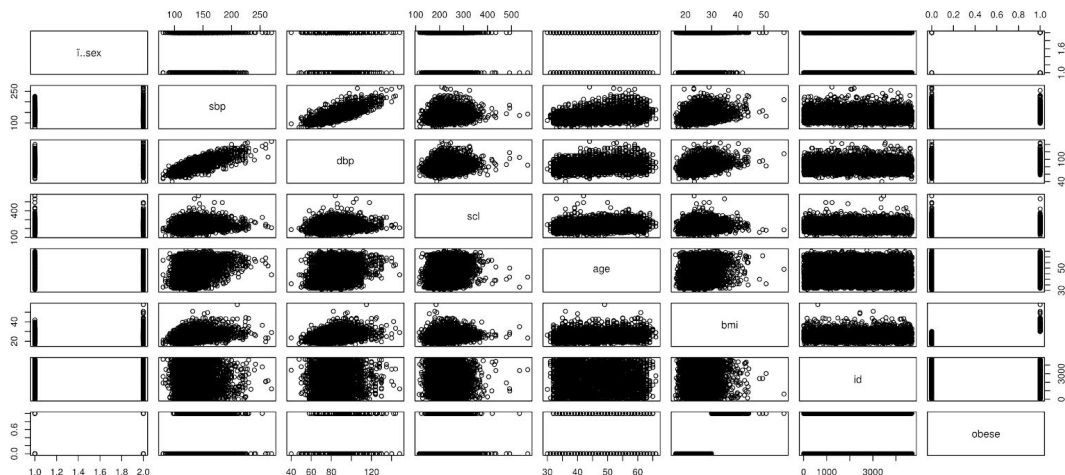 100 150 200 250
100 200 300 400 500
20 30 40 50
0.0 0.2 0.4 0.6 0.8 1.0
ï..sex
1.0 1.6
100 250
sbp
dbp
40 100
100 400
scl
age
30 50
20 40
bmi
id
0 3000
0.0 0.6
obese
1.0 1.2 1.4 1.6 1.8 2.0
40 60 80 120
30 35 40 45 50 55 60 65
0 1000 3000